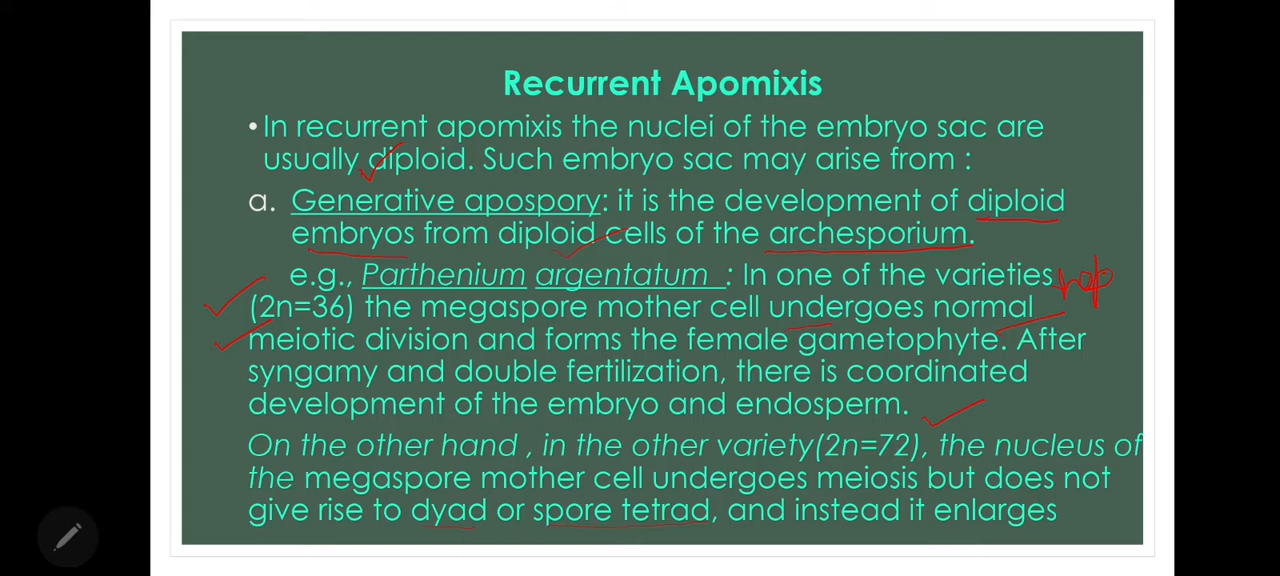 Recurrent Apomixis
• In recurrent apomixis the nuclei of the embryo sac are
usually diploid. Such embryo sac may arise from :
a. Generative apospory: it is the development of diploid
embryos from diploid cells of the archesporium.
e.g., Parthenium argentatum : In one of the varieties
(2n=36) the megaspore mother cell undergoes normal
meiotic division and forms the female gametophyte. After
syngamy and double fertilization, there is coordinated
development of the embryo and endosperm.
On the other hand , in the other variety(2n=72), the nucleus of
the megaspore mother cell undergoes meiosis but does not
give rise to dyad or spore tetrad, and instead it enlarges